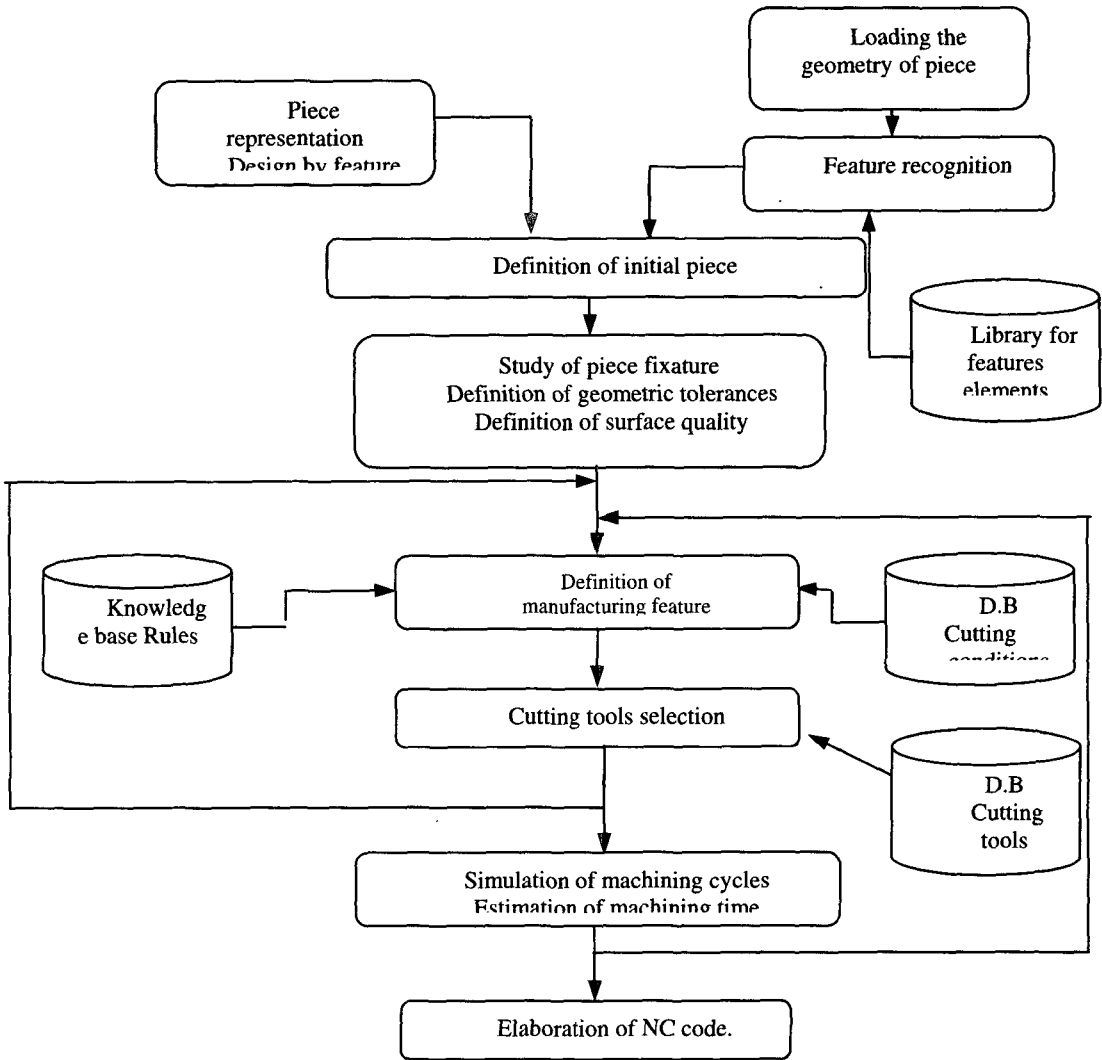 Loading the
geometry of piece
Piece
representation
Design by feature
Feature recognition
Definition of initial piece
Library for
features
elements
Study of piece fixature
Definition of geometric tolerances
Definition of surface quality
Knowledg
e base Rules
Definition of
manufacturing feature
D.B
Cutting
conditions
Cutting tools selection
D.B
Cutting
tools
Simulation of machining cycles
Estimation of machining time
Elaboration of NC code.